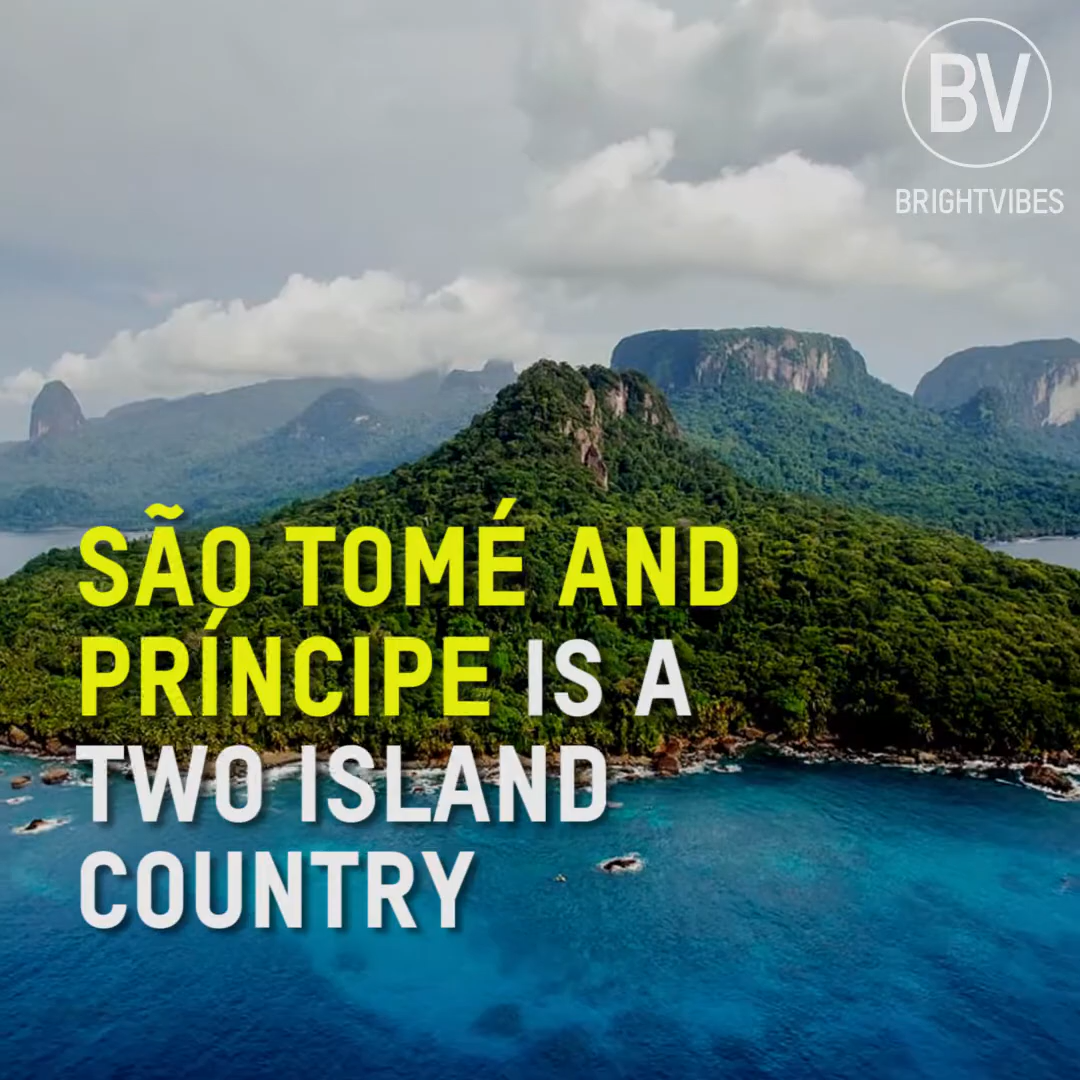 BV
BRIGHTVIBES
SÃO TOMÉ AND
PRÍNCIPE IS A
TWO ISLAND
COUNTRY